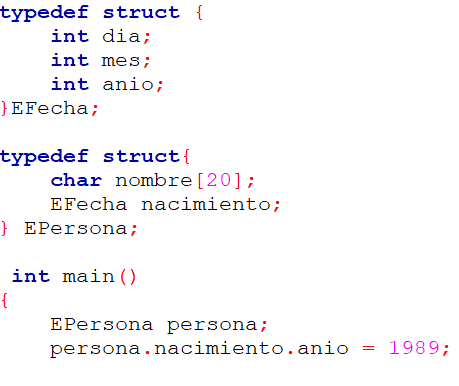 typedef struct {
    int dia;
    int mes;
    int anio;
}EFecha;

typedef struct{
    char nombre[20];
    EFecha nacimiento;
} EPersona;

 int main()
{
    EPersona persona;
    persona.nacimiento.anio = 1989;